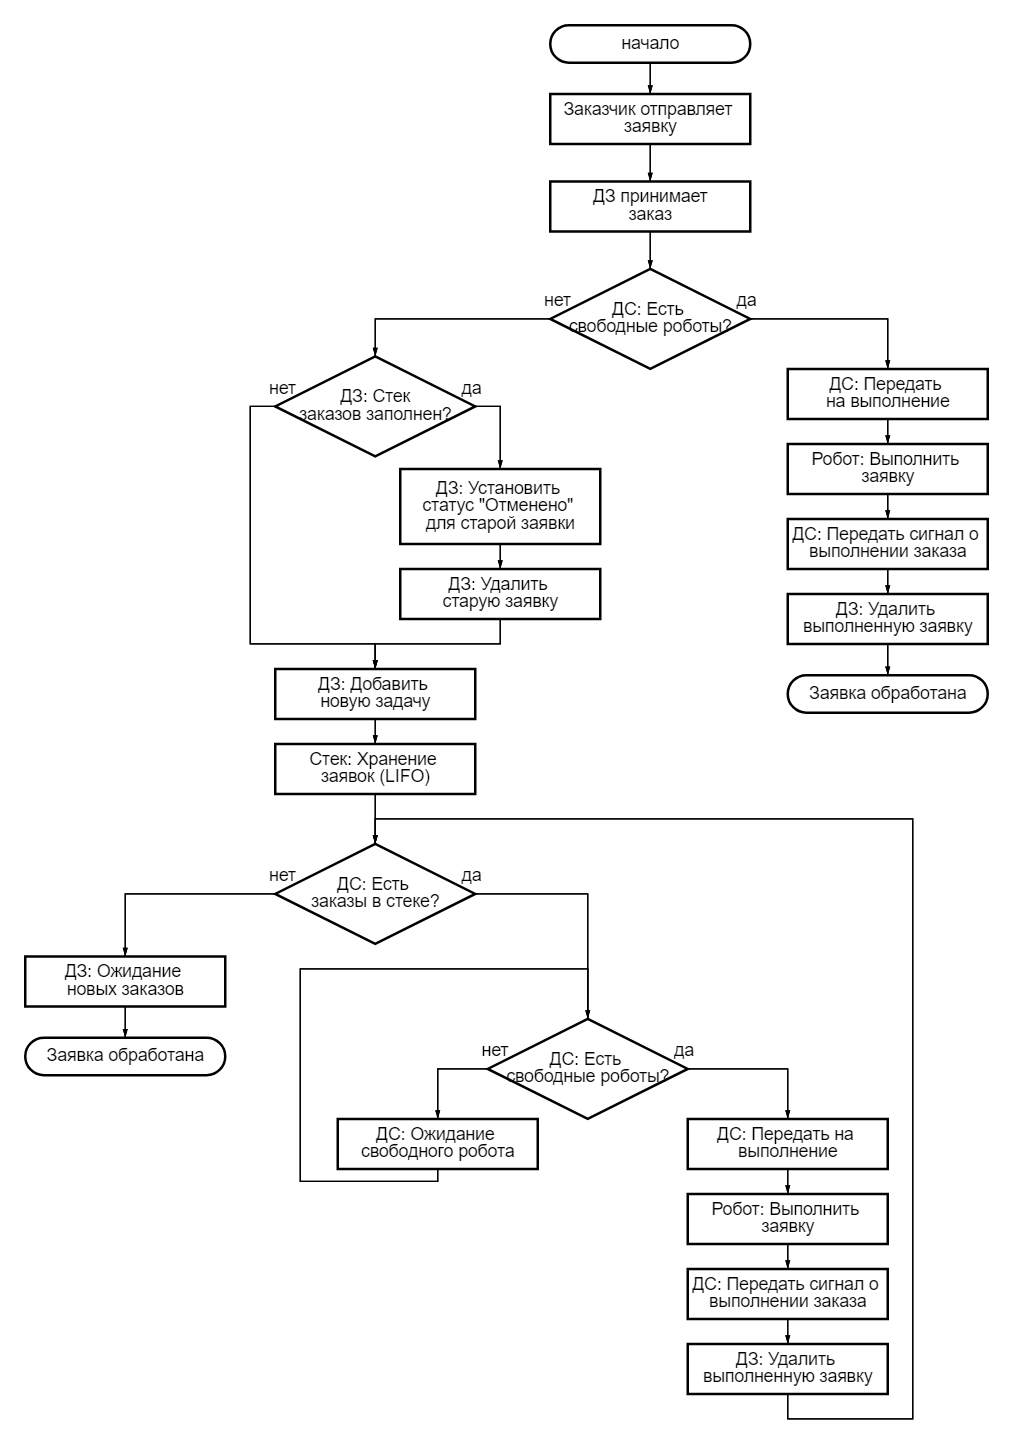 начало
Заказчик отправляет
заявку
ДЗ принимает
заказ
нет
да
ДС: Есть
свободные роботы?
нет
да
ДЗ: Стек
заказов заполнен?
ДС: Передать
на выполнение
Робот: Выполнить
заявку
ДЗ: Установить
статус "Отменено"
для старой заявки
ДС: Передать сигнал о
выполнении заказа
ДЗ: Удалить
старую заявку
ДЗ: Удалить
выполненную заявку
ДЗ: Добавить
новую задачу
Заявка обработана
Стек: Хранение
заявок (LIFO)
нет
да
ДС: Есть
заказы в стеке?
ДЗ: Ожидание
новых заказов
Заявка обработана
нет
да
ДС: Есть
свободные роботы?
ДС: Ожидание
свободного робота
ДС: Передать на
выполнение
Робот: Выполнить
заявку
ДС: Передать сигнал о
выполнении заказа
ДЗ: Удалить
выполненную заявку